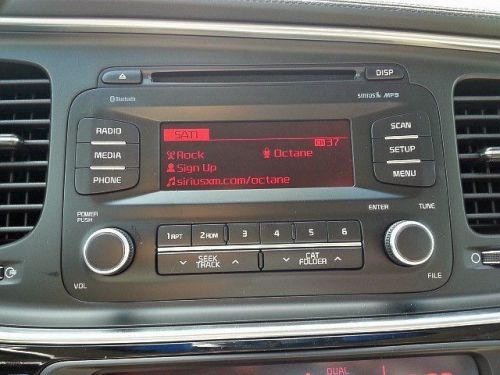 DISP
Bluetooth
SIRIUS MP3
RADIO
MEDIA
PHONE
SAT1
CH 37
Rock
Octane
Sign Up
siriusxm.com/octane
SCAN
SETUP
MENU
POWER
PUSH
VOL
1 RPT
2 RDM
3
4
5
6
SEEK
TRACK
CAT
FOLDER
ENTER
TUNE
FILE
DUAL